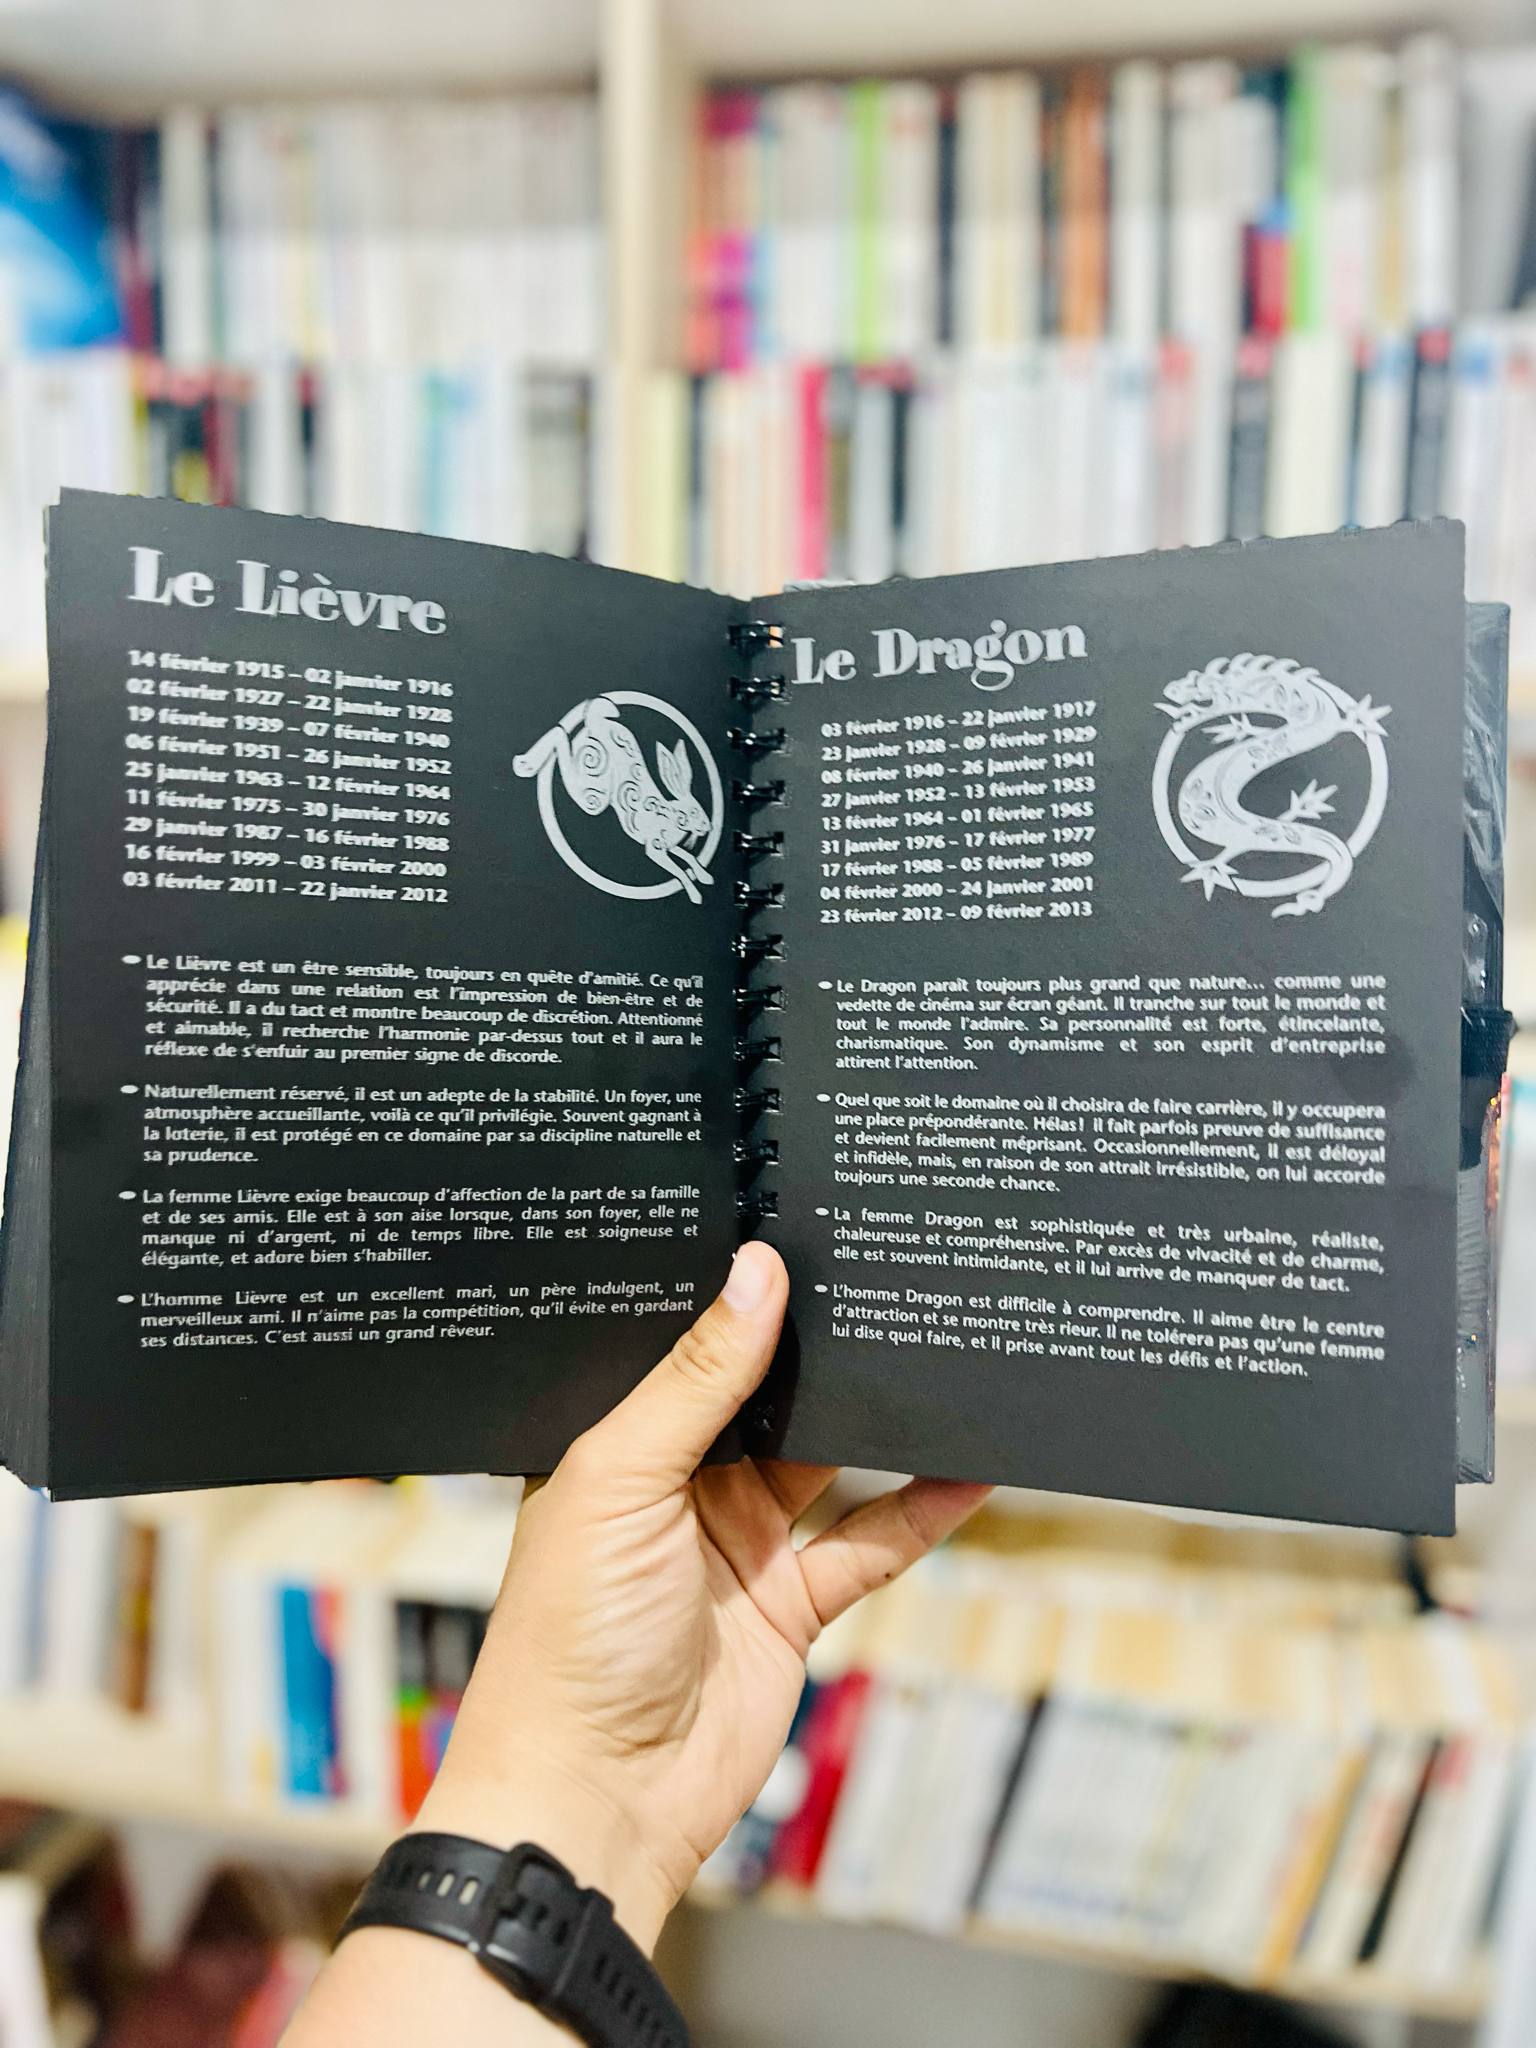 Le Lièvre
14 février 1915 – 02 janvier 1916
02 février 1927 – 22 janvier 1928
19 février 1939 – 07 février 1940
06 février 1951 – 26 janvier 1952
25 janvier 1963 – 12 février 1964
11 février 1975 – 30 janvier 1976
29 janvier 1987 – 16 février 1988
16 février 1999 – 03 février 2000
03 février 2011 – 22 janvier 2012
Le Lièvre est un être sensible, toujours en quête d'amitié. Ce qu'il
apprécie dans une relation est l'impression de bien-être et de
sécurité. Il a du tact et montre beaucoup de discrétion. Attentionné
et aimable, il recherche l'harmonie par-dessus tout et il aura le
réflexe de s'enfuir au premier signe de discorde.
Naturellement réservé, il est un adepte de la stabilité. Un foyer, une
atmosphère accueillante, voilà ce qu'il privilégie. Souvent gagnant à
la loterie, il est protégé en ce domaine par sa discipline naturelle et
sa prudence.
La femme Lièvre exige beaucoup d'affection de la part de sa famille
et de ses amis. Elle est à son aise lorsque, dans son foyer, elle ne
manque ni d'argent, ni de temps libre. Elle est soigneuse et
élégante, et adore bien s'habiller.
L'homme Lièvre est un excellent mari, un père indulgent, un
merveilleux ami. Il n'aime pas la compétition, qu'il évite en gardant
ses distances. C'est aussi un grand rêveur.
Le Dragon
03 février 1916 – 22 janvier 1917
23 janvier 1928 – 09 février 1929
08 février 1940 – 26 janvier 1941
27 janvier 1952 – 13 février 1953
13 février 1964 – 01 février 1965
31 janvier 1976 – 17 février 1977
17 février 1988 – 05 février 1989
04 février 2000 – 24 janvier 2001
23 février 2012 – 09 février 2013
Le Dragon paraît toujours plus grand que nature... comme une
vedette de cinéma sur écran géant. Il tranche sur tout le monde et
tout le monde l'admire. Sa personnalité est forte, étincelante,
charismatique. Son dynamisme et son esprit d'entreprise
attirent l'attention.
Quel que soit le domaine où il choisira de faire carrière, il y occupera
une place prépondérante. Hélas! il fait parfois preuve de suffisance
et devient facilement méprisant. Occasionnellement, il est déloyal
et infidèle, mais, en raison de son attrait irrésistible, on lui accorde
toujours une seconde chance.
La femme Dragon est sophistiquée et très urbaine, réaliste,
chaleureuse et compréhensive. Par excès de vivacité et de charme,
elle est souvent intimidante, et il lui arrive de manquer de tact.
L'homme Dragon est difficile à comprendre. Il aime être le centre
d'attraction et se montre très rieur. Il ne tolérera pas qu'une femme
lui dise quoi faire, et il prise avant tout les défis et l'action.